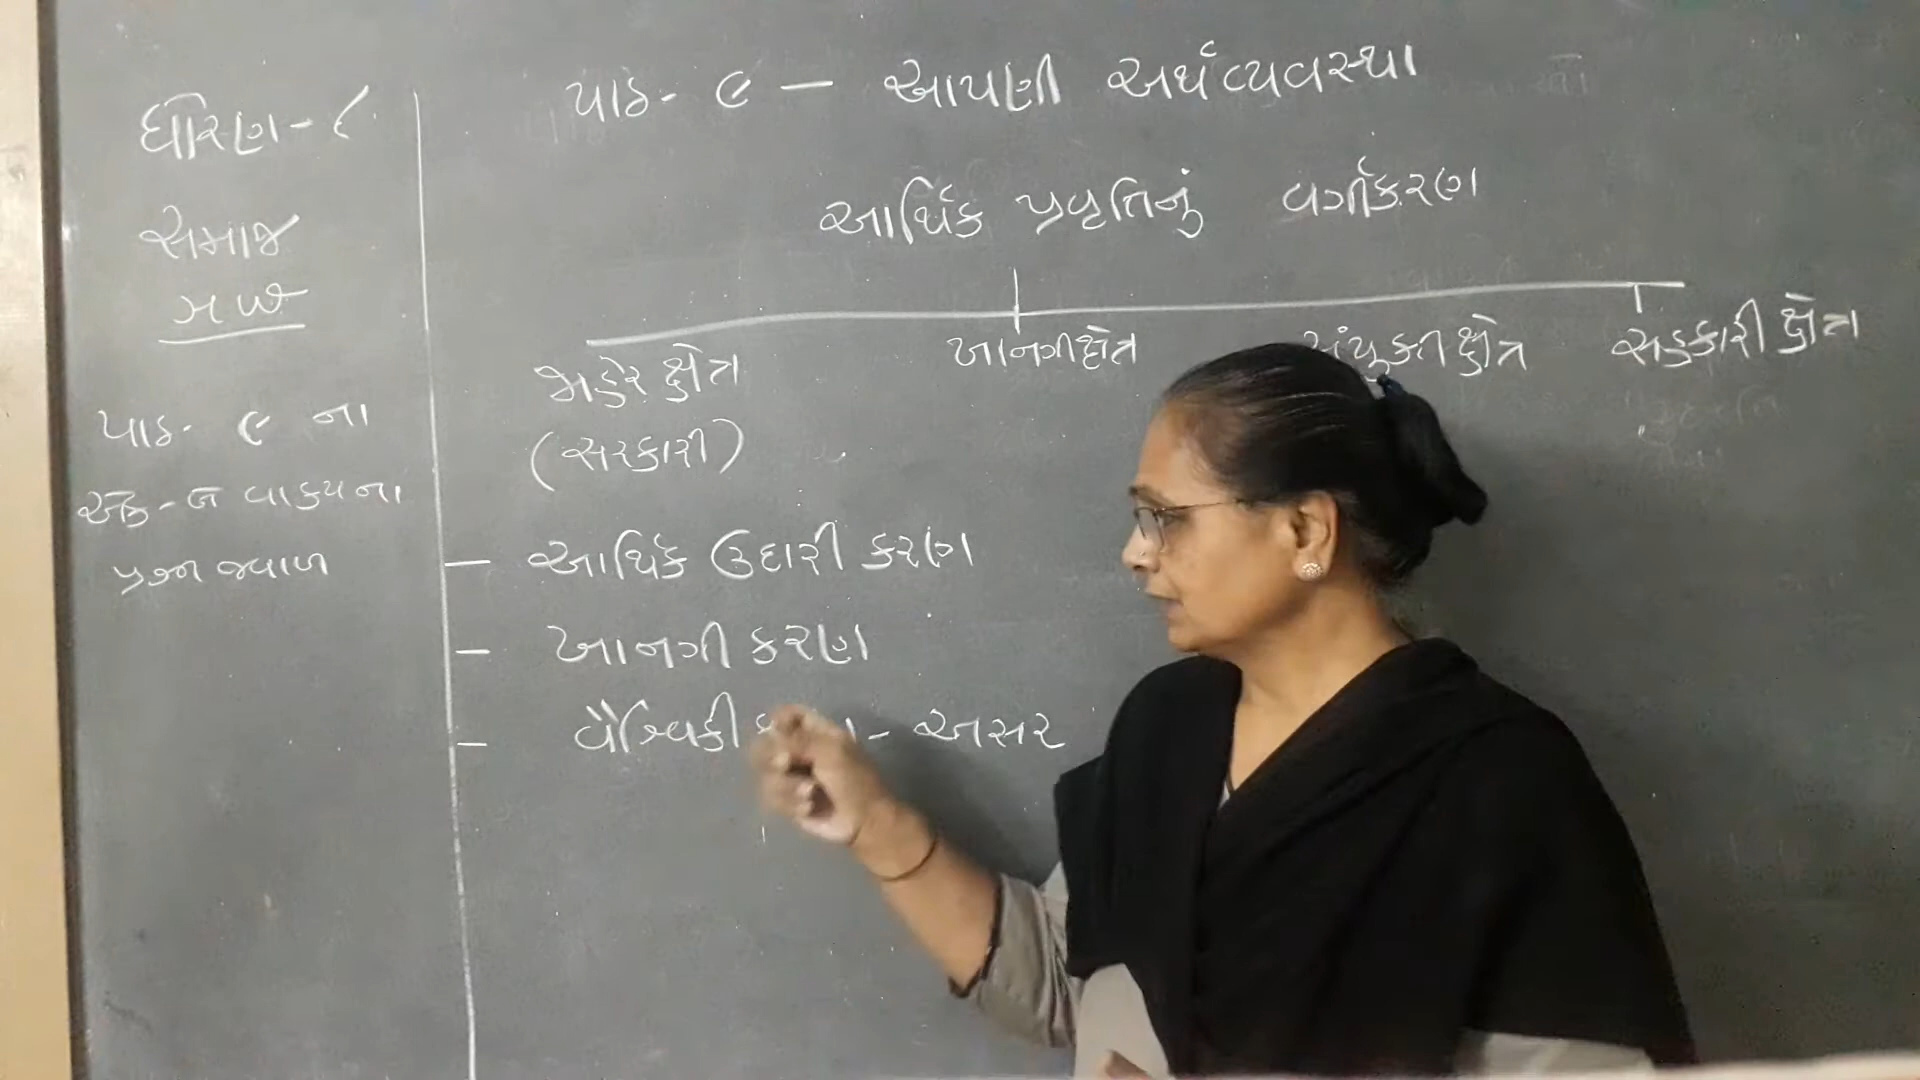 ધોરણ - ૮
સમાજ
પાઠ - ૯ ના
એક - જ વાક્યના
પ્રશ્ન જવાબ
પાઠ - ૯ — આપણી અર્થવ્યવસ્થા
આર્થિક પ્રવૃત્તિનું વર્ગીકરણ
જાહેર ક્ષેત્ર ખાનગીક્ષેત્ર સંયુક્તક્ષેત્ર સહકારી ક્ષેત્ર
(સરકારી)
— આર્થિક ઉદારી કરણ
— ખાનગી કરણ
— વૈશ્વિકી - અસર